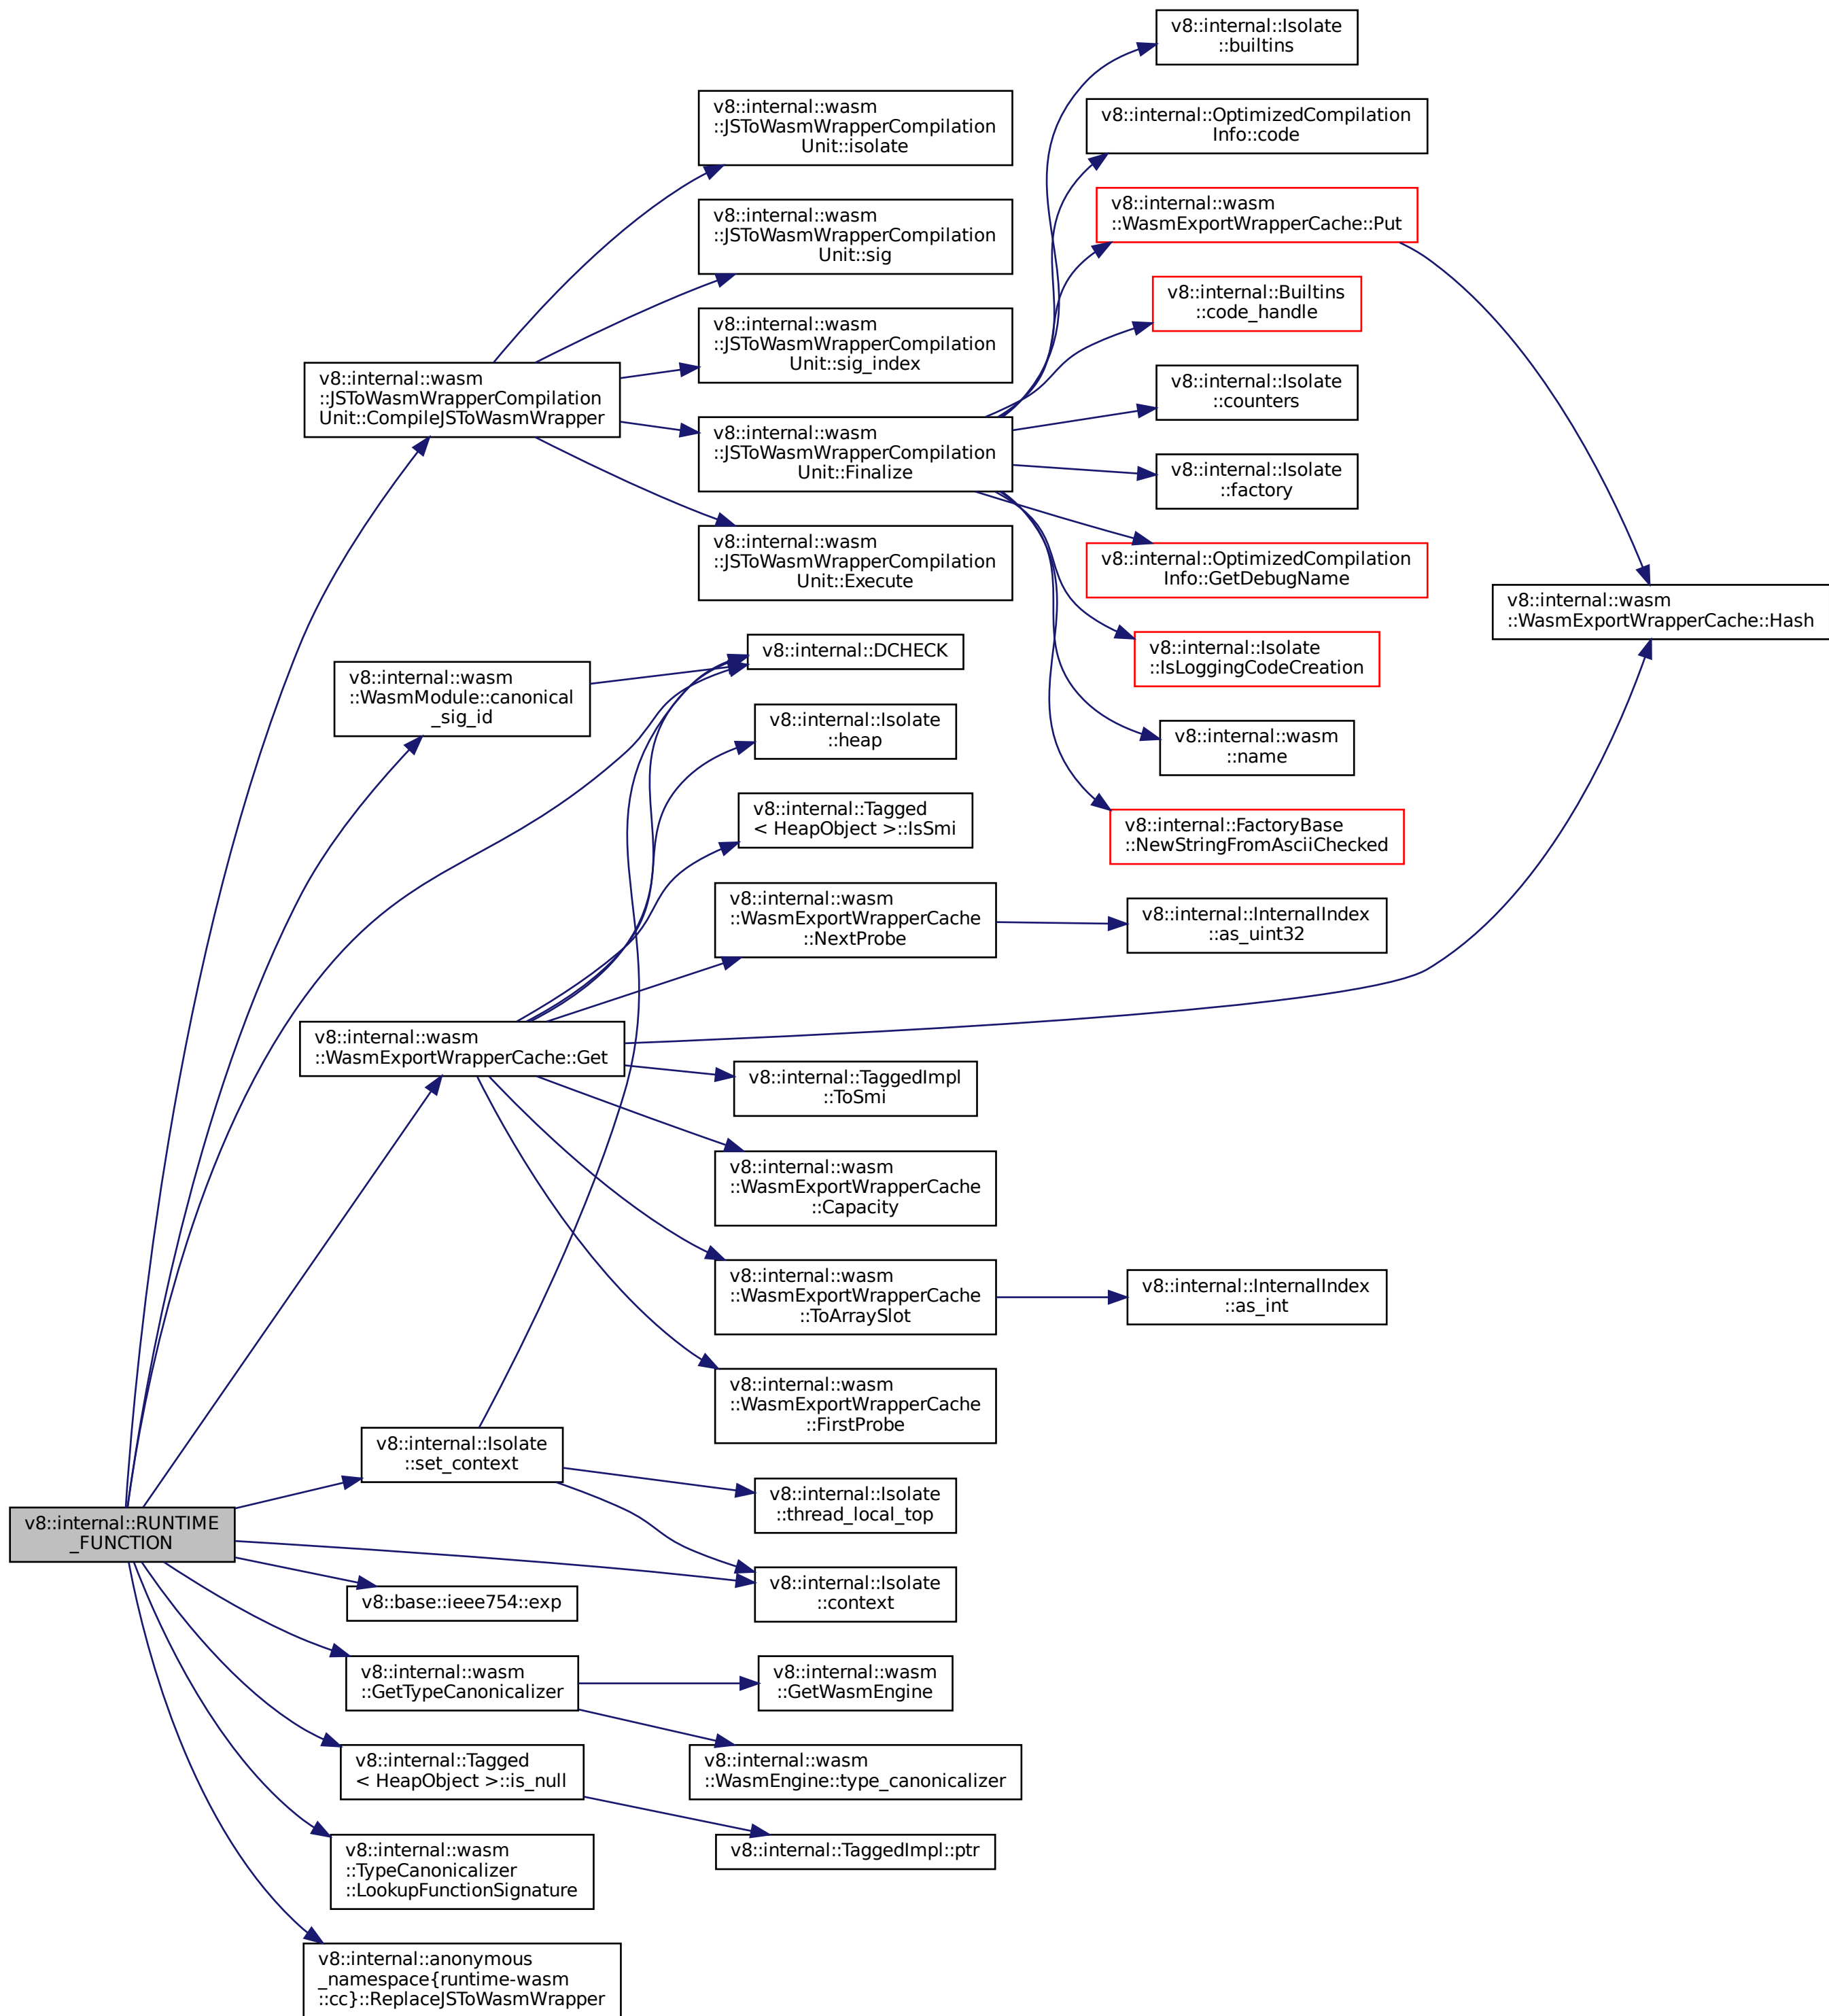 v8::internal::RUNTIME
_FUNCTION
v8::internal::wasm
::JSToWasmWrapperCompilation
Unit::CompileJSToWasmWrapper
v8::internal::wasm
::WasmModule::canonical
_sig_id
v8::internal::wasm
::WasmExportWrapperCache::Get
v8::internal::Isolate
::set_context
v8::base::ieee754::exp
v8::internal::wasm
::GetTypeCanonicalizer
v8::internal::Tagged
< HeapObject >::is_null
v8::internal::wasm
::TypeCanonicalizer
::LookupFunctionSignature
v8::internal::anonymous
_namespace{runtime-wasm
::cc}::ReplaceJSToWasmWrapper
v8::internal::wasm
::JSToWasmWrapperCompilation
Unit::isolate
v8::internal::wasm
::JSToWasmWrapperCompilation
Unit::sig
v8::internal::wasm
::JSToWasmWrapperCompilation
Unit::sig_index
v8::internal::wasm
::JSToWasmWrapperCompilation
Unit::Finalize
v8::internal::wasm
::JSToWasmWrapperCompilation
Unit::Execute
v8::internal::DCHECK
v8::internal::Isolate
::heap
v8::internal::Tagged
< HeapObject >::IsSmi
v8::internal::wasm
::WasmExportWrapperCache
::NextProbe
v8::internal::TaggedImpl
::ToSmi
v8::internal::wasm
::WasmExportWrapperCache
::Capacity
v8::internal::wasm
::WasmExportWrapperCache
::ToArraySlot
v8::internal::wasm
::WasmExportWrapperCache
::FirstProbe
v8::internal::Isolate
::thread_local_top
v8::internal::Isolate
::context
v8::internal::wasm
::GetWasmEngine
v8::internal::wasm
::WasmEngine::type_canonicalizer
v8::internal::TaggedImpl::ptr
v8::internal::Isolate
::builtins
v8::internal::OptimizedCompilation
Info::code
v8::internal::wasm
::WasmExportWrapperCache::Put
v8::internal::Builtins
::code_handle
v8::internal::Isolate
::counters
v8::internal::Isolate
::factory
v8::internal::OptimizedCompilation
Info::GetDebugName
v8::internal::Isolate
::IsLoggingCodeCreation
v8::internal::wasm
::name
v8::internal::FactoryBase
::NewStringFromAsciiChecked
v8::internal::InternalIndex
::as_uint32
v8::internal::InternalIndex
::as_int
v8::internal::wasm
::WasmExportWrapperCache::Hash